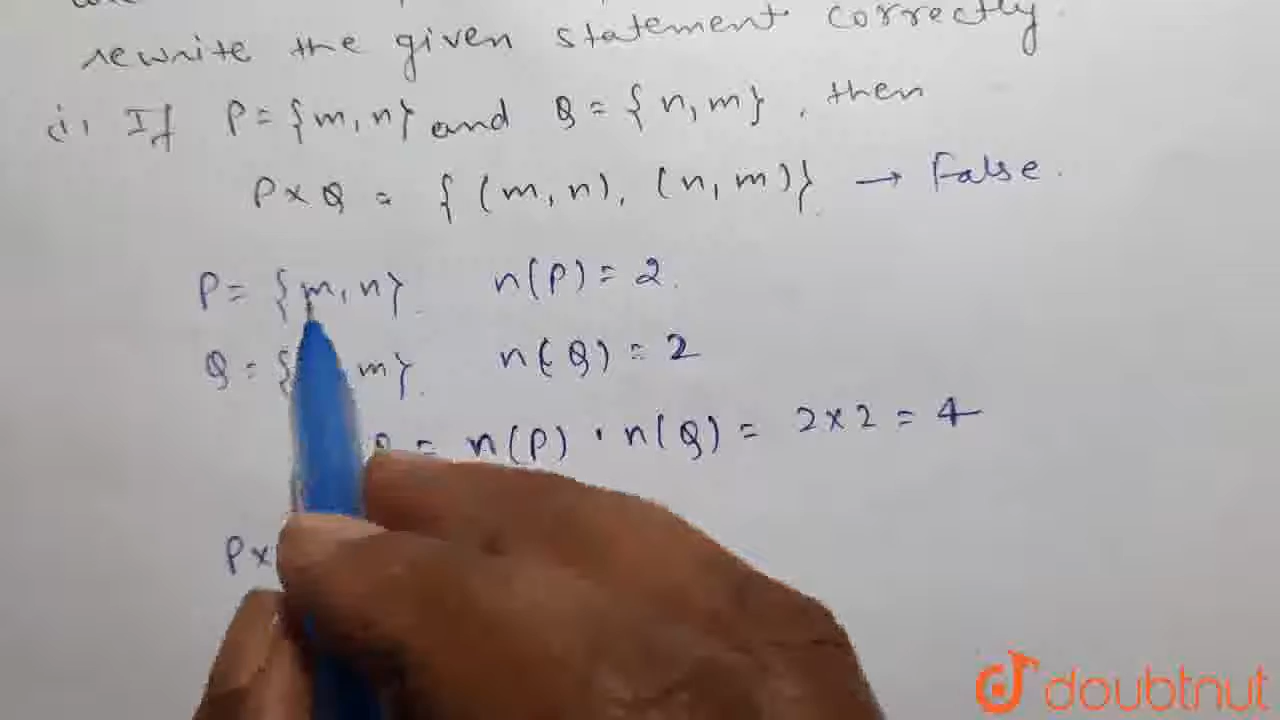 rewrite the given statement correctly.
(i) If P = {m, n} and Q = {n, m}, then
P×Q = {(m, n), (n, m)} → False.
P = {m, n}. n(P) = 2.
Q = { m}. n(Q) = 2
= n(P) · n(Q) = 2×2 = 4
P×
doubtnut